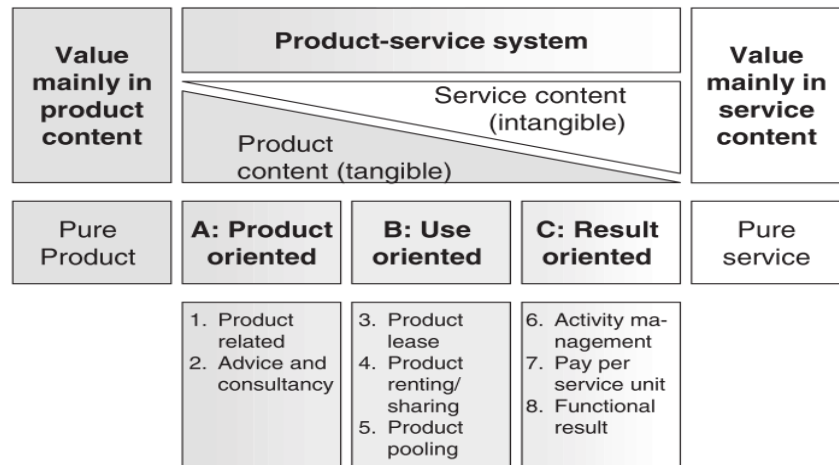 Value
mainly in
product
content
Product-service system
Service content
(intangible)
Product
content (tangible)
Value
mainly in
service
content
Pure
Product
A: Product
oriented
B: Use
oriented
C: Result
oriented
Pure
service
1. Product
related
2. Advice and
consultancy
3. Product
lease
4. Product
renting/
sharing
5. Product
pooling
6. Activity ma-
nagement
7. Pay per
service unit
8. Functional
result